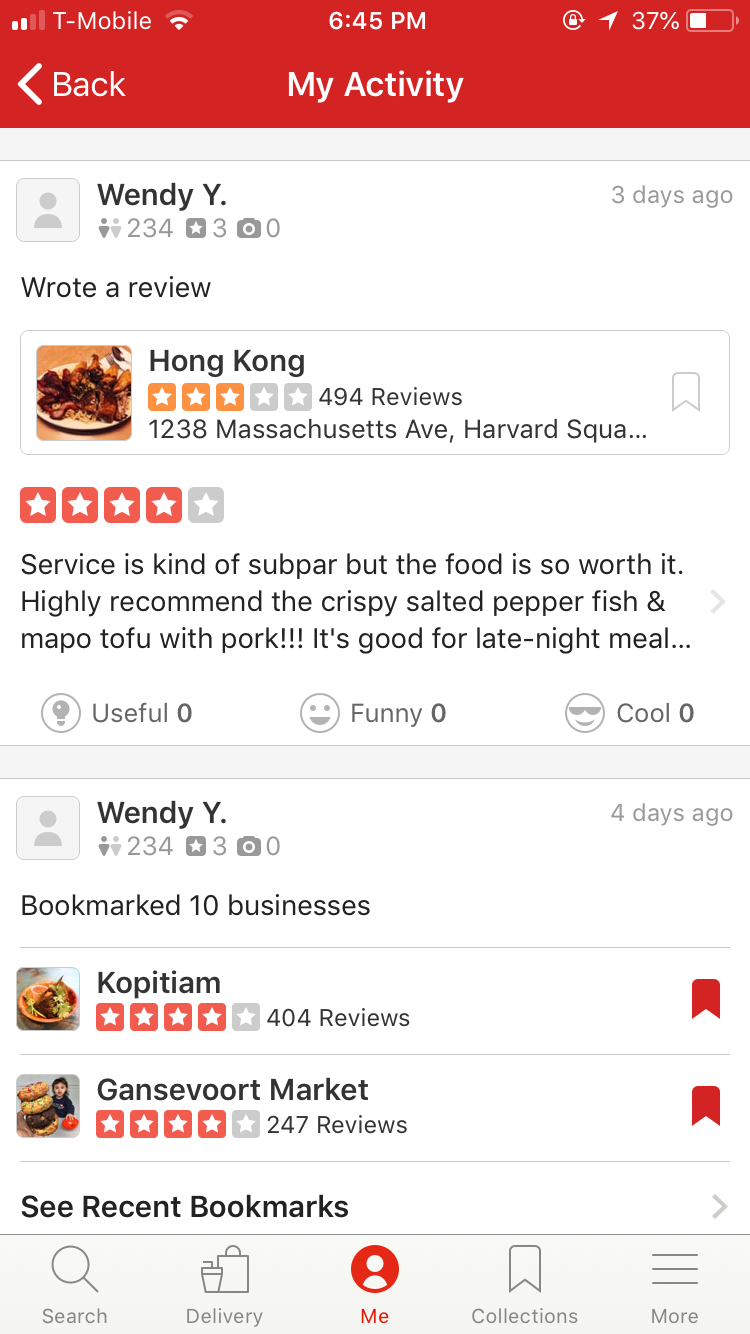 T-Mobile 6:45 PM 37%
Back My Activity
Wendy Y. 3 days ago
234 3 0
Wrote a review
Hong Kong
494 Reviews
1238 Massachusetts Ave, Harvard Squa...
Service is kind of subpar but the food is so worth it.
Highly recommend the crispy salted pepper fish &
mapo tofu with pork!!! It's good for late-night meal...
Useful 0 Funny 0 Cool 0
Wendy Y. 4 days ago
234 3 0
Bookmarked 10 businesses
Kopitiam
404 Reviews
Gansevoort Market
247 Reviews
See Recent Bookmarks
Search Delivery Me Collections More